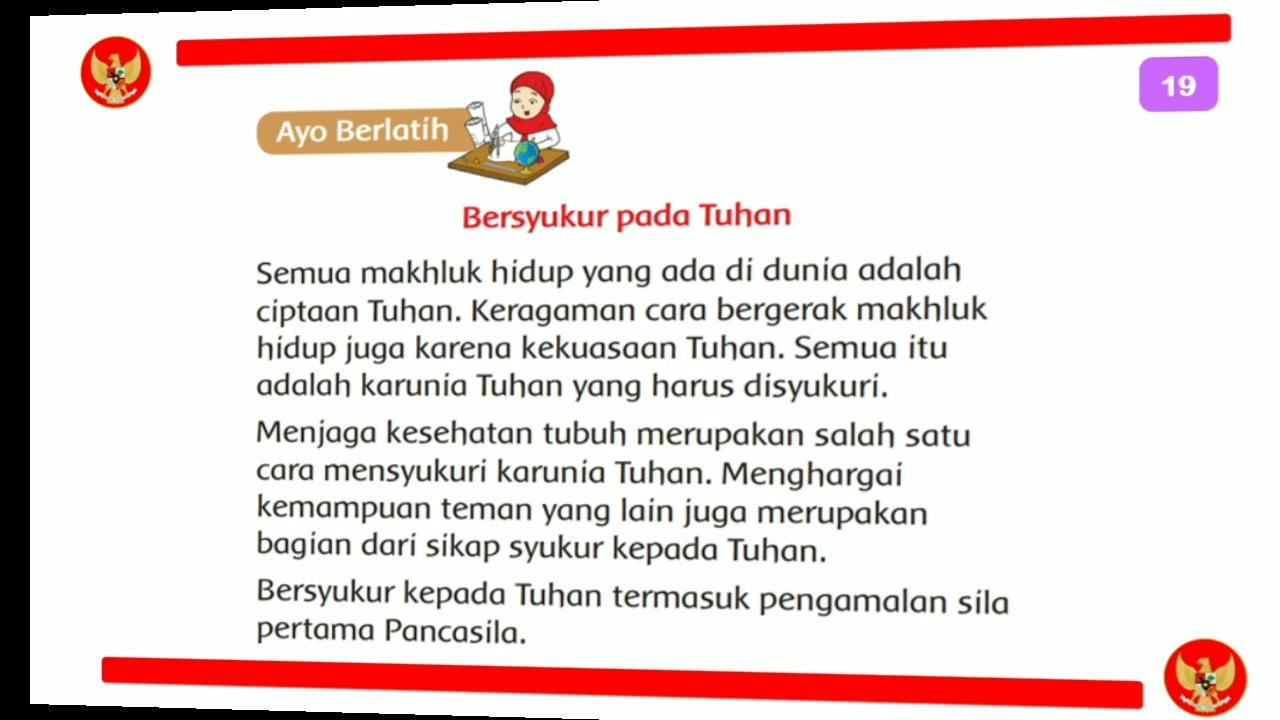 19
Ayo Berlatih
Bersyukur pada Tuhan
Semua makhluk hidup yang ada di dunia adalah
ciptaan Tuhan. Keragaman cara bergerak makhluk
hidup juga karena kekuasaan Tuhan. Semua itu
adalah karunia Tuhan yang harus disyukuri.
Menjaga kesehatan tubuh merupakan salah satu
cara mensyukuri karunia Tuhan. Menghargai
kemampuan teman yang lain juga merupakan
bagian dari sikap syukur kepada Tuhan.
Bersyukur kepada Tuhan termasuk pengamalan sila
pertama Pancasila.